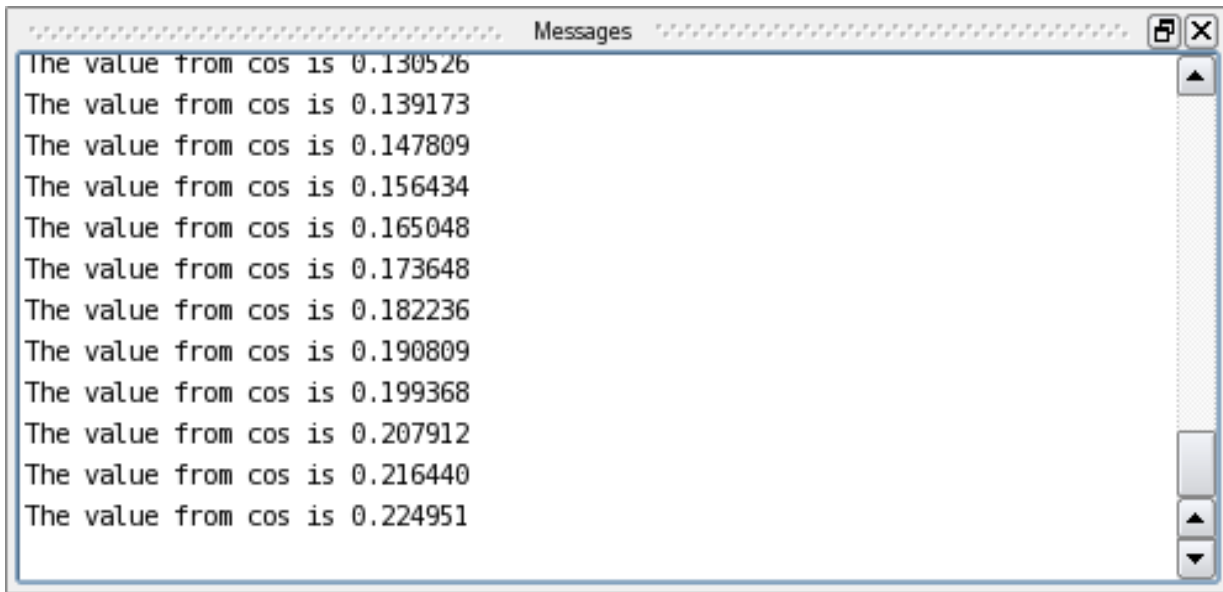 Messages
The value from cos is 0.130526
The value from cos is 0.139173
The value from cos is 0.147809
The value from cos is 0.156434
The value from cos is 0.165048
The value from cos is 0.173648
The value from cos is 0.182236
The value from cos is 0.190809
The value from cos is 0.199368
The value from cos is 0.207912
The value from cos is 0.216440
The value from cos is 0.224951